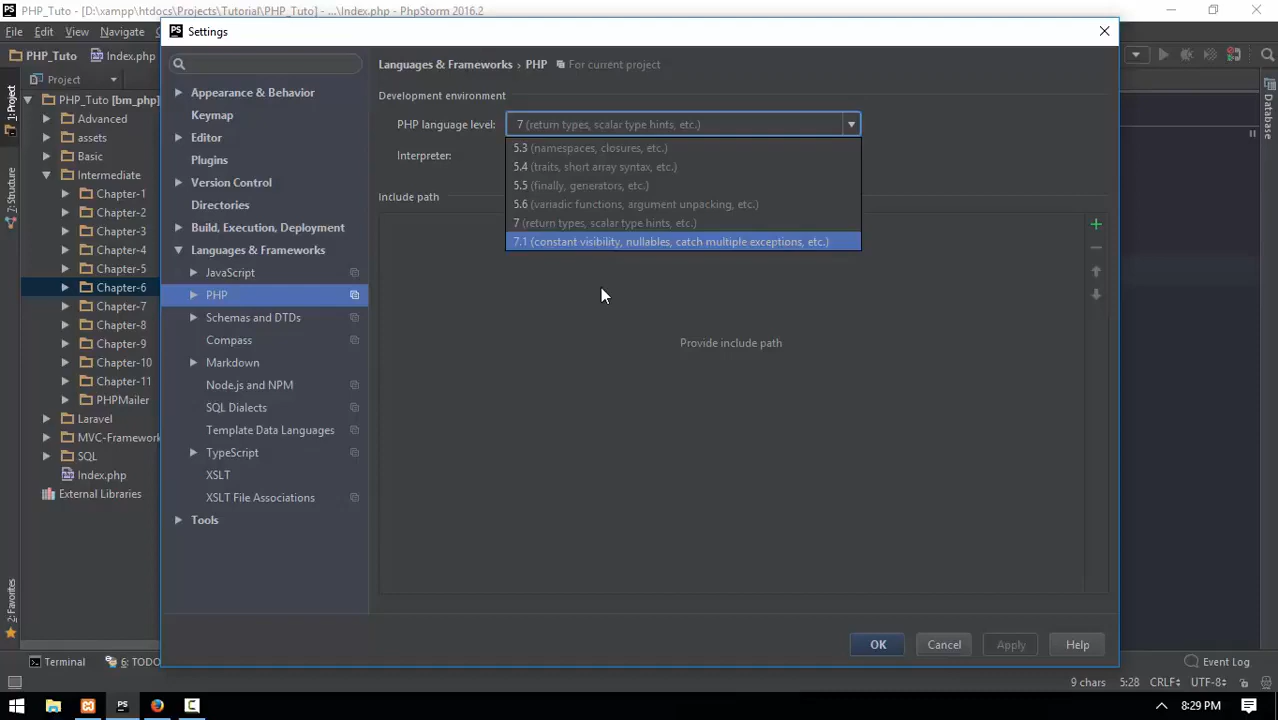 PHP_Tuto - [D:\xampp\htdocs\Projects\Tutorial\PHP_Tuto] - ...\Index.php - PhpStorm 2016.2
File Edit View Navigate
PHP_Tuto Index.php
Project
1: Project
7: Structure
2: Favorites
PHP_Tuto [bm_php]
Advanced
assets
Basic
Intermediate
Chapter-1
Chapter-2
Chapter-3
Chapter-4
Chapter-5
Chapter-6
Chapter-7
Chapter-8
Chapter-9
Chapter-10
Chapter-11
PHPMailer
Laravel
MVC-Framework
SQL
Index.php
External Libraries
Settings
Appearance & Behavior
Keymap
Editor
Plugins
Version Control
Directories
Build, Execution, Deployment
Languages & Frameworks
JavaScript
PHP
Schemas and DTDs
Compass
Markdown
Node.js and NPM
SQL Dialects
Template Data Languages
TypeScript
XSLT
XSLT File Associations
Tools
Languages & Frameworks › PHP For current project
Development environment
PHP language level: 7 (return types, scalar type hints, etc.)
5.3 (namespaces, closures, etc.)
Interpreter:
5.4 (traits, short array syntax, etc.)
5.5 (finally, generators, etc.)
Include path
5.6 (variadic functions, argument unpacking, etc.)
7 (return types, scalar type hints, etc.)
7.1 (constant visibility, nullables, catch multiple exceptions, etc.)
Provide include path
OK Cancel Apply Help
Database
Terminal 6: TODO Event Log
9 chars 5:28 CRLF UTF-8
8:29 PM